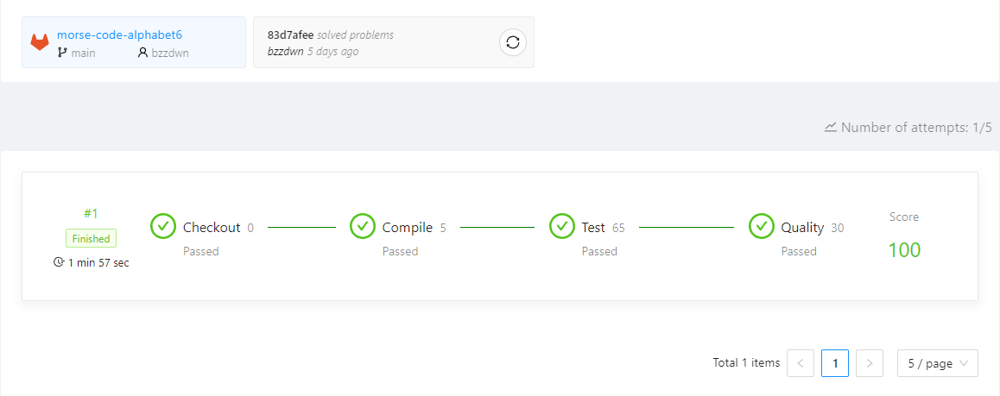 morse-code-alphabet6
main bzzdwn
83d7afee solved problems
bzzdwn 5 days ago
Number of attempts: 1/5
#1
Finished
1 min 57 sec
Checkout 0
Passed
Compile 5
Passed
Test 65
Passed
Quality 30
Passed
Score
100
Total 1 items < 1 > 5 / page